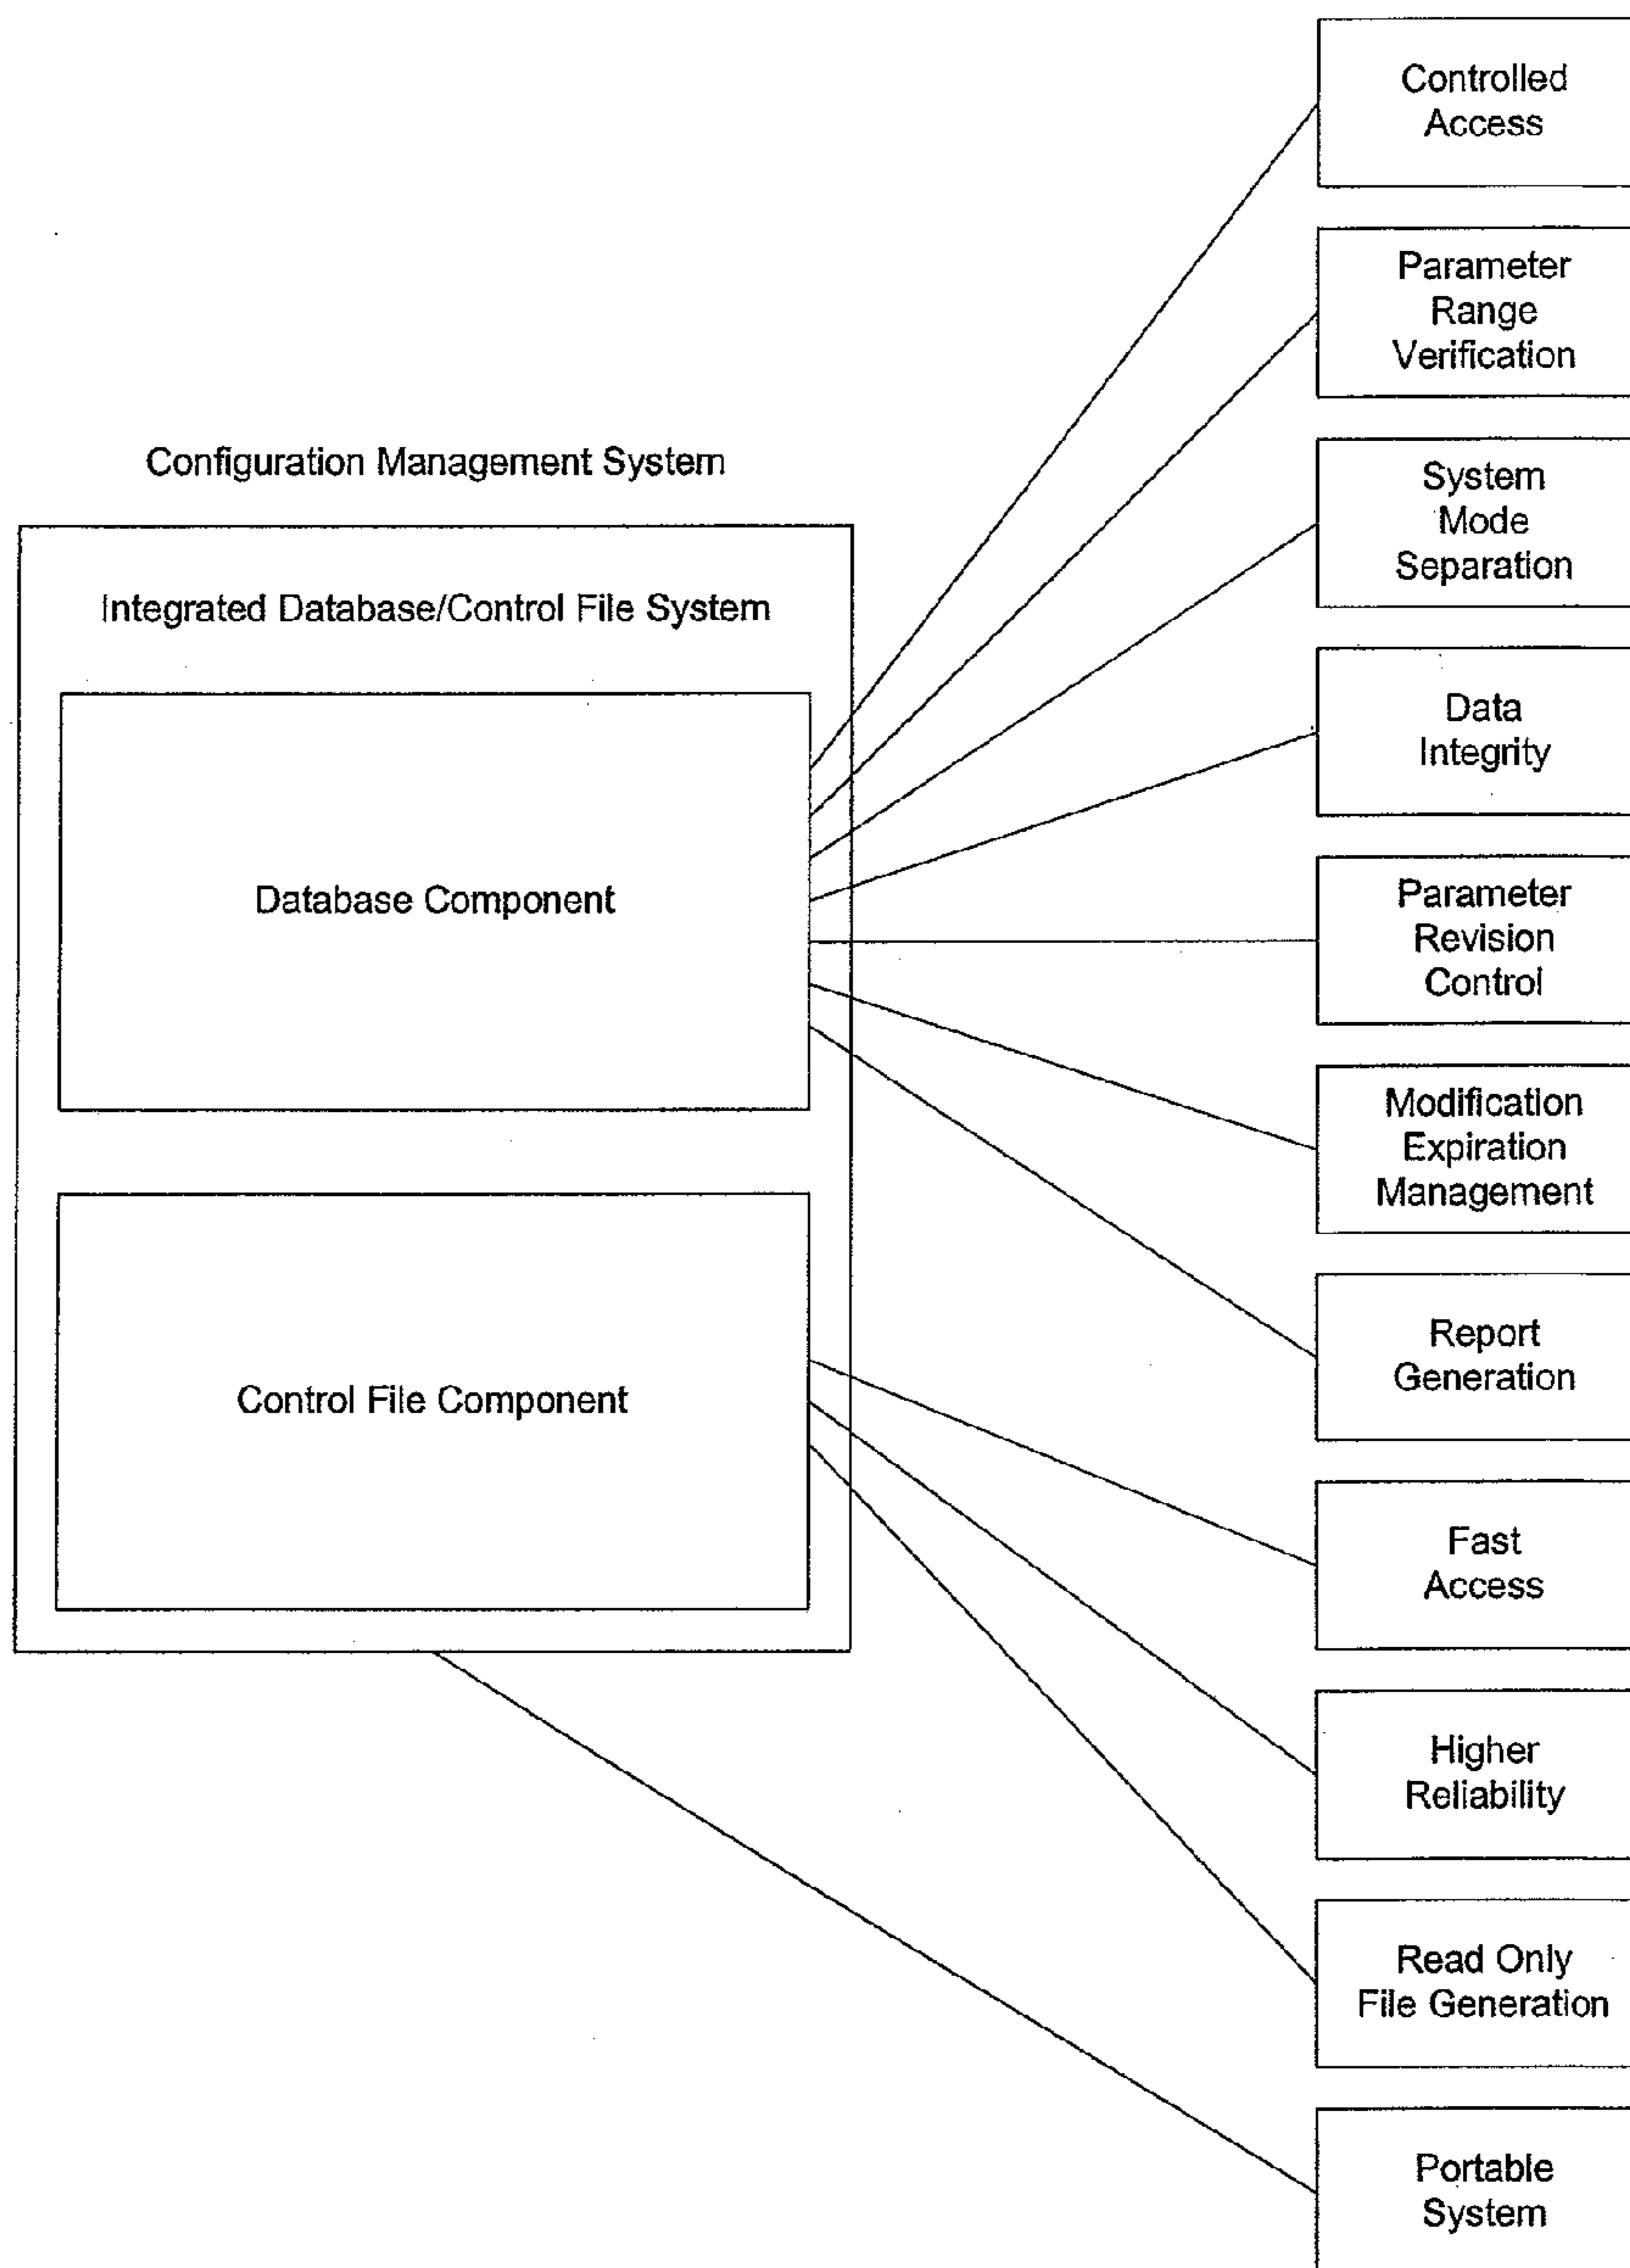 Controlled
Access
Parameter
Range
Verification
Configuration Management System
System
Mode
Separation
Integrated Database/Control File System
Data
Integrity
Database Component
Parameter
Revision
Control
Modification
Expiration
Management
Report
Generation
Control File Component
Fast
Access
Higher
Reliability
Read Only
File Generation
Portable
System